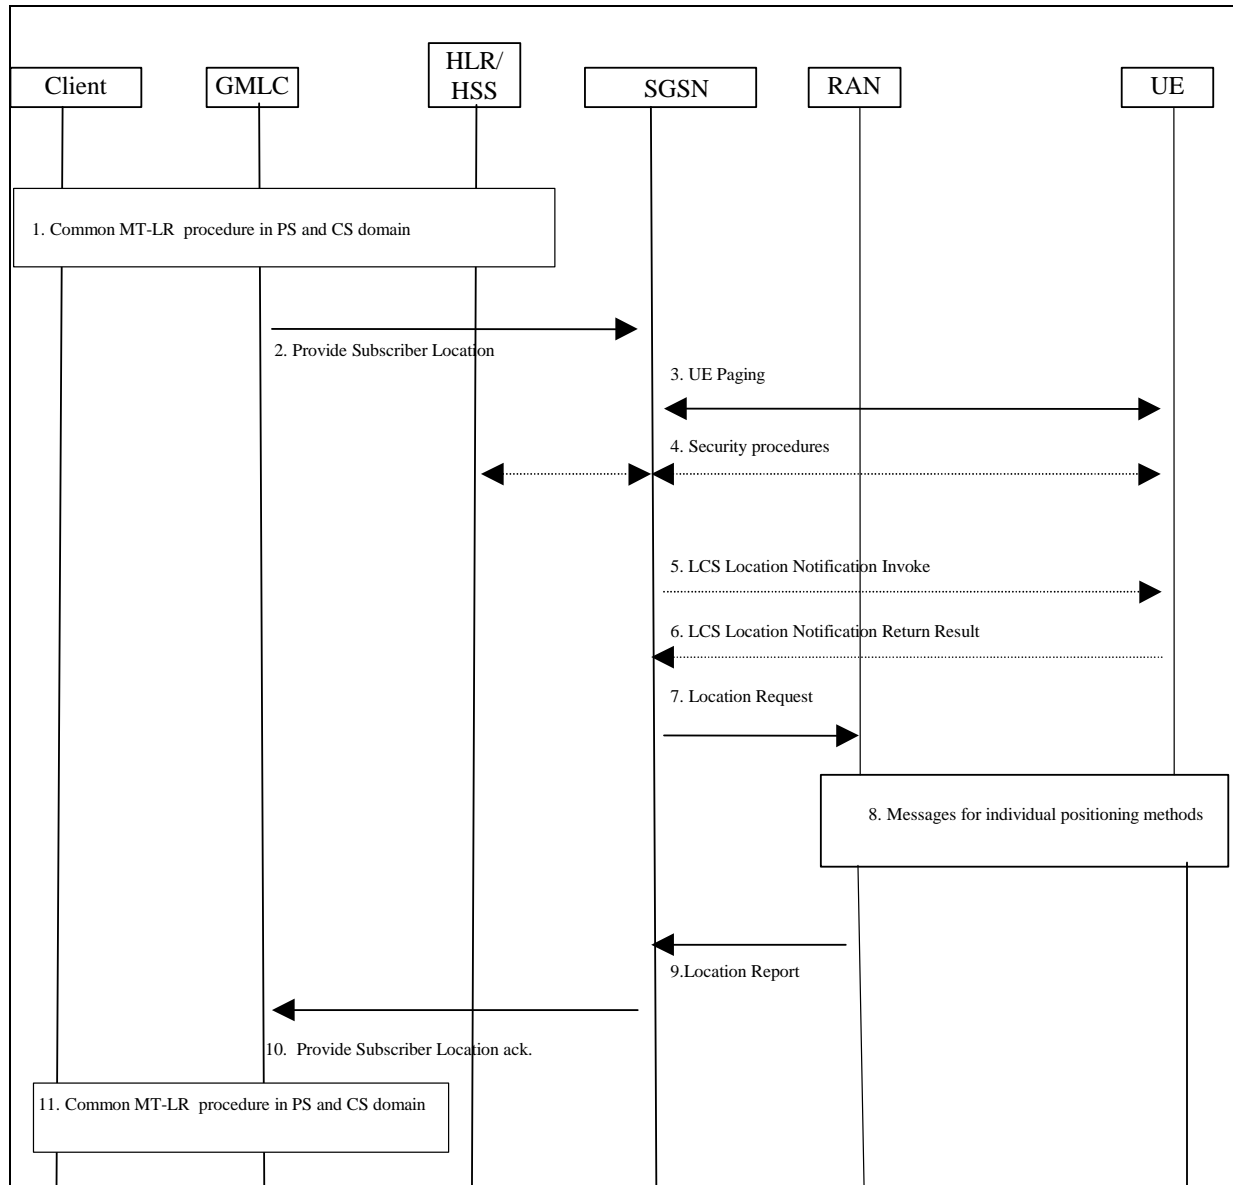 Client
GMLC
HLR/
HSS
SGSN
RAN
UE
1. Common MT-LR  procedure in PS and CS domain
2. Provide Subscriber Location
3. UE Paging
4. Security procedures
5. LCS Location Notification Invoke
6. LCS Location Notification Return Result
7. Location Request
8. Messages for individual positioning methods
9.Location Report
10.  Provide Subscriber Location ack.
11. Common MT-LR  procedure in PS and CS domain